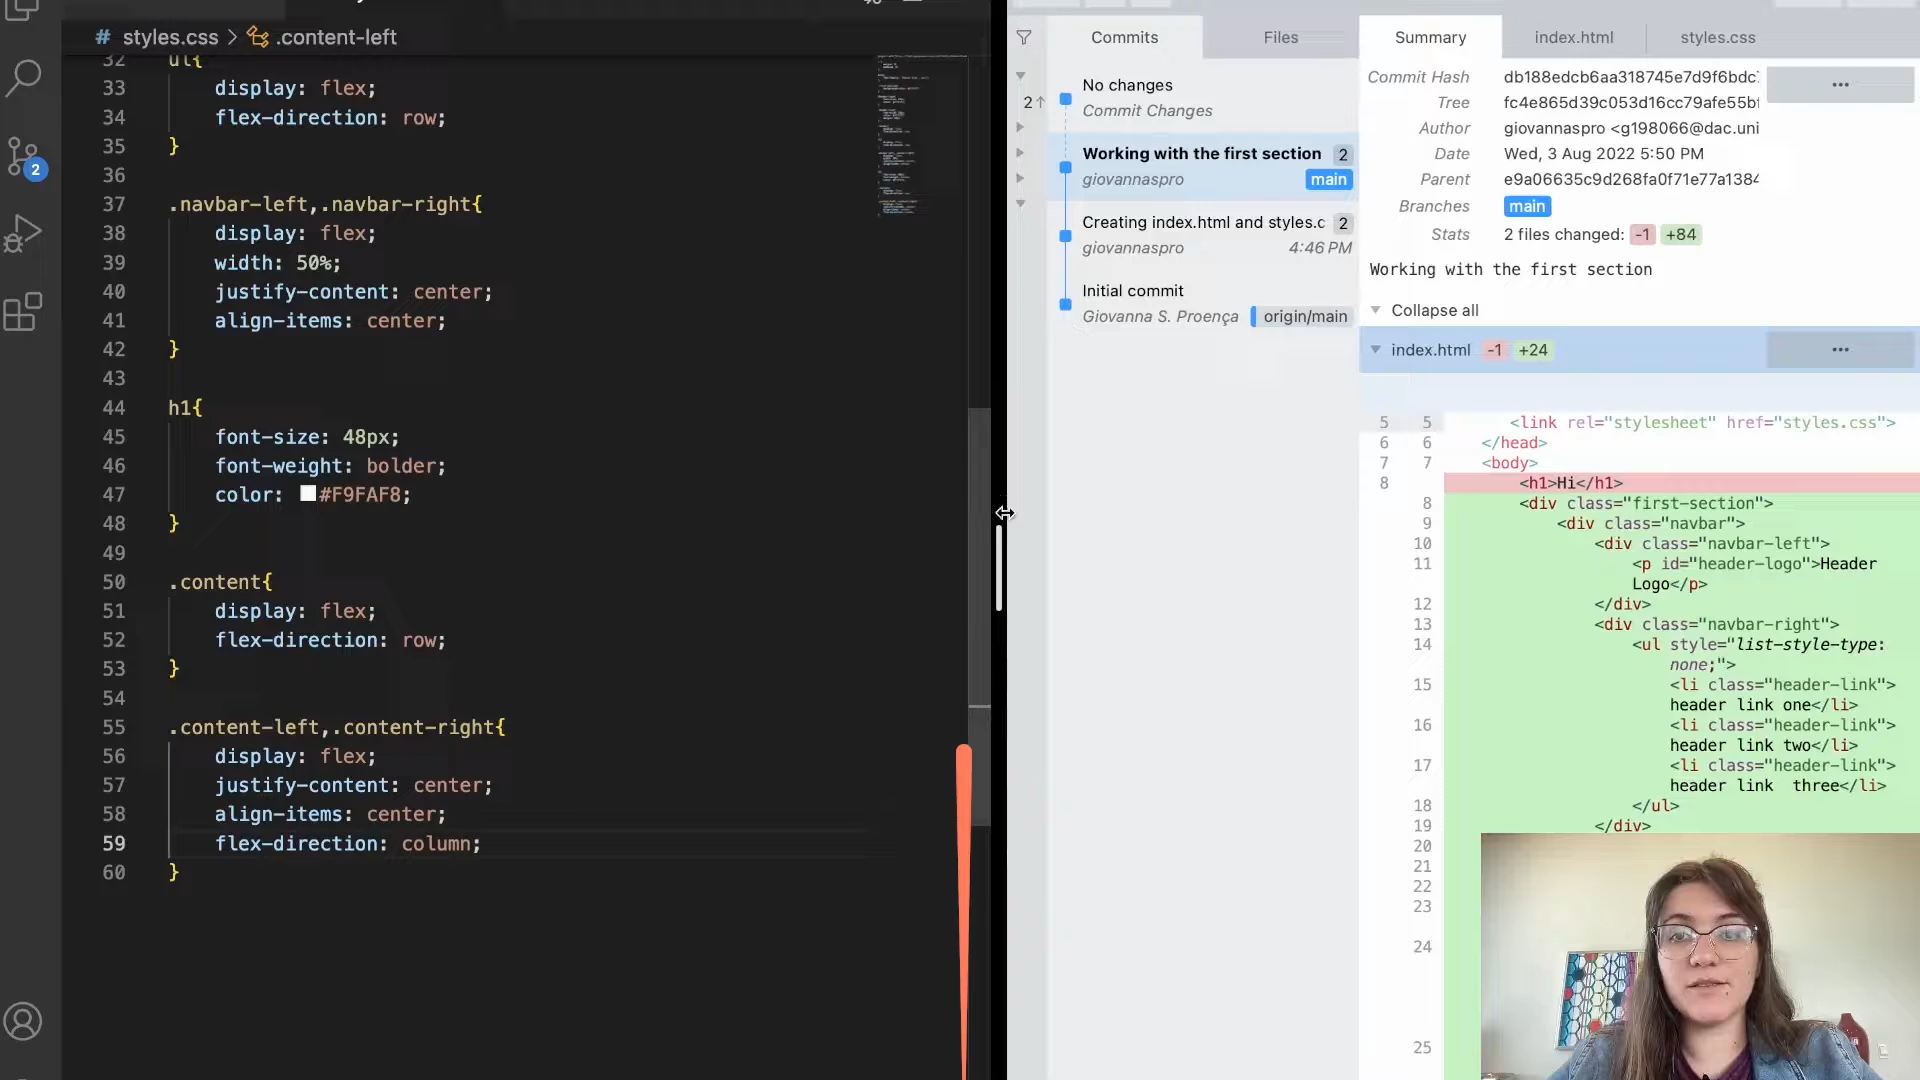 # styles.css > .content-left
32 ul{
33 display: flex;
34 flex-direction: row;
35 }
36
37 .navbar-left,.navbar-right{
38 display: flex;
39 width: 50%;
40 justify-content: center;
41 align-items: center;
42 }
43
44 h1{
45 font-size: 48px;
46 font-weight: bolder;
47 color: #F9FAF8;
48 }
49
50 .content{
51 display: flex;
52 flex-direction: row;
53 }
54
55 .content-left,.content-right{
56 display: flex;
57 justify-content: center;
58 align-items: center;
59 flex-direction: column;
60 }
2
2↑
Commits Files
No changes
Commit Changes
Working with the first section 2
giovannaspro main
Creating index.html and styles.c 2
giovannaspro 4:46 PM
Initial commit
Giovanna S. Proença origin/main
Summary index.html styles.css
Commit Hash db188edcb6aa318745e7d9f6bdc
Tree fc4e865d39c053d16cc79afe55b
Author giovannaspro <g198066@dac.uni
Date Wed, 3 Aug 2022 5:50 PM
Parent e9a06635c9d268fa0f71e77a1384
Branches main
Stats 2 files changed: -1 +84
...
Working with the first section
Collapse all
index.html -1 +24 ...
5 5 <link rel="stylesheet" href="styles.css">
6 6 </head>
7 7 <body>
8 <h1>Hi</h1>
8 <div class="first-section">
9 <div class="navbar">
10 <div class="navbar-left">
11 <p id="header-logo">Header
Logo</p>
12 </div>
13 <div class="navbar-right">
14 <ul style="list-style-type:
none;">
15 <li class="header-link">
header link one</li>
16 <li class="header-link">
header link two</li>
17 <li class="header-link">
header link  three</li>
18 </ul>
19 </div>
20
21
22
23
24
25